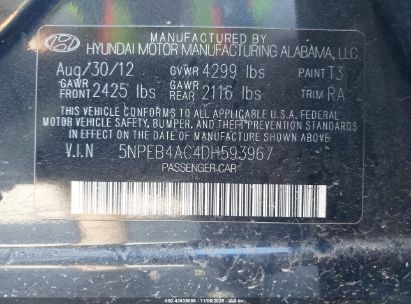 MANUFACTURED BY
HYUNDAI MOTOR MANUFACTURING ALABAMA, LLC
Aug/30/12 GVWR 4299 lbs PAINT T3
GAWR FRONT 2425 lbs GAWR REAR 2116 lbs TRIM RA
THIS VEHICLE CONFORMS TO ALL APPLICABLE U.S.A. FEDERAL
MOTOR VEHICLE SAFETY, BUMPER, AND THEFT PREVENTION
STANDARDS IN EFFECT ON THE DATE OF MANUFACTURE SHOWN ABOVE.
V.I.N 5NPEB4AC4DH593967
PASSENGER CAR